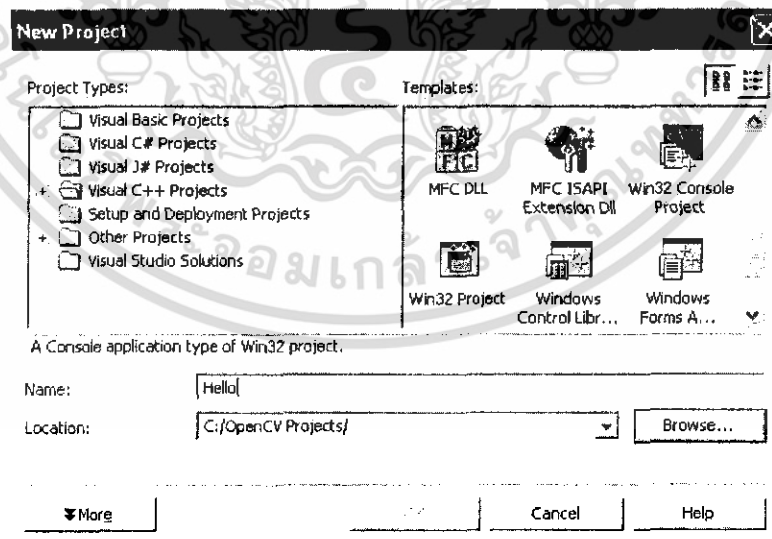 New Project
Project Types:
Templates:
Visual Basic Projects
Visual C# Projects
Visual J# Projects
Visual C++ Projects
Setup and Deployment Projects
Other Projects
Visual Studio Solutions
MFC DLL
MFC ISAPI Extension Dll
Win32 Console Project
Win32 Project
Windows Control Libr...
Windows Forms A...
A Console application type of Win32 project.
Name:
Hello
Location:
C:/OpenCV Projects/
Browse...
More
Cancel
Help